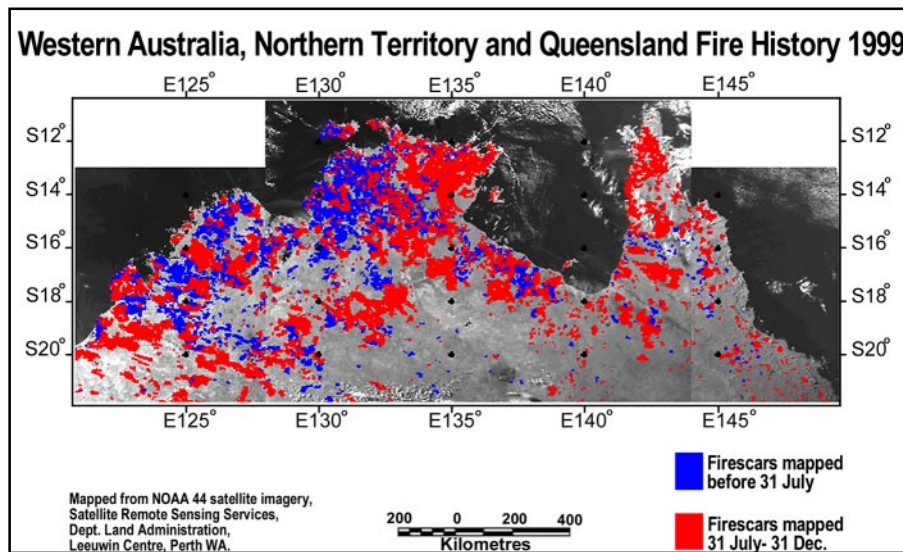 Western Australia, Northern Territory and Queensland Fire History 1999
E125° E130° E135° E140° E145°
S12° S12°
S14° S14°
S16° S16°
S18° S18°
S20° S20°
E125° E130° E135° E140° E145°
Firescars mapped
before 31 July
Firescars mapped
31 July- 31 Dec.
Mapped from NOAA 44 satellite imagery,
Satellite Remote Sensing Services,
Dept. Land Administration,
Leeuwin Centre, Perth WA.
200 0 200 400
Kilometres